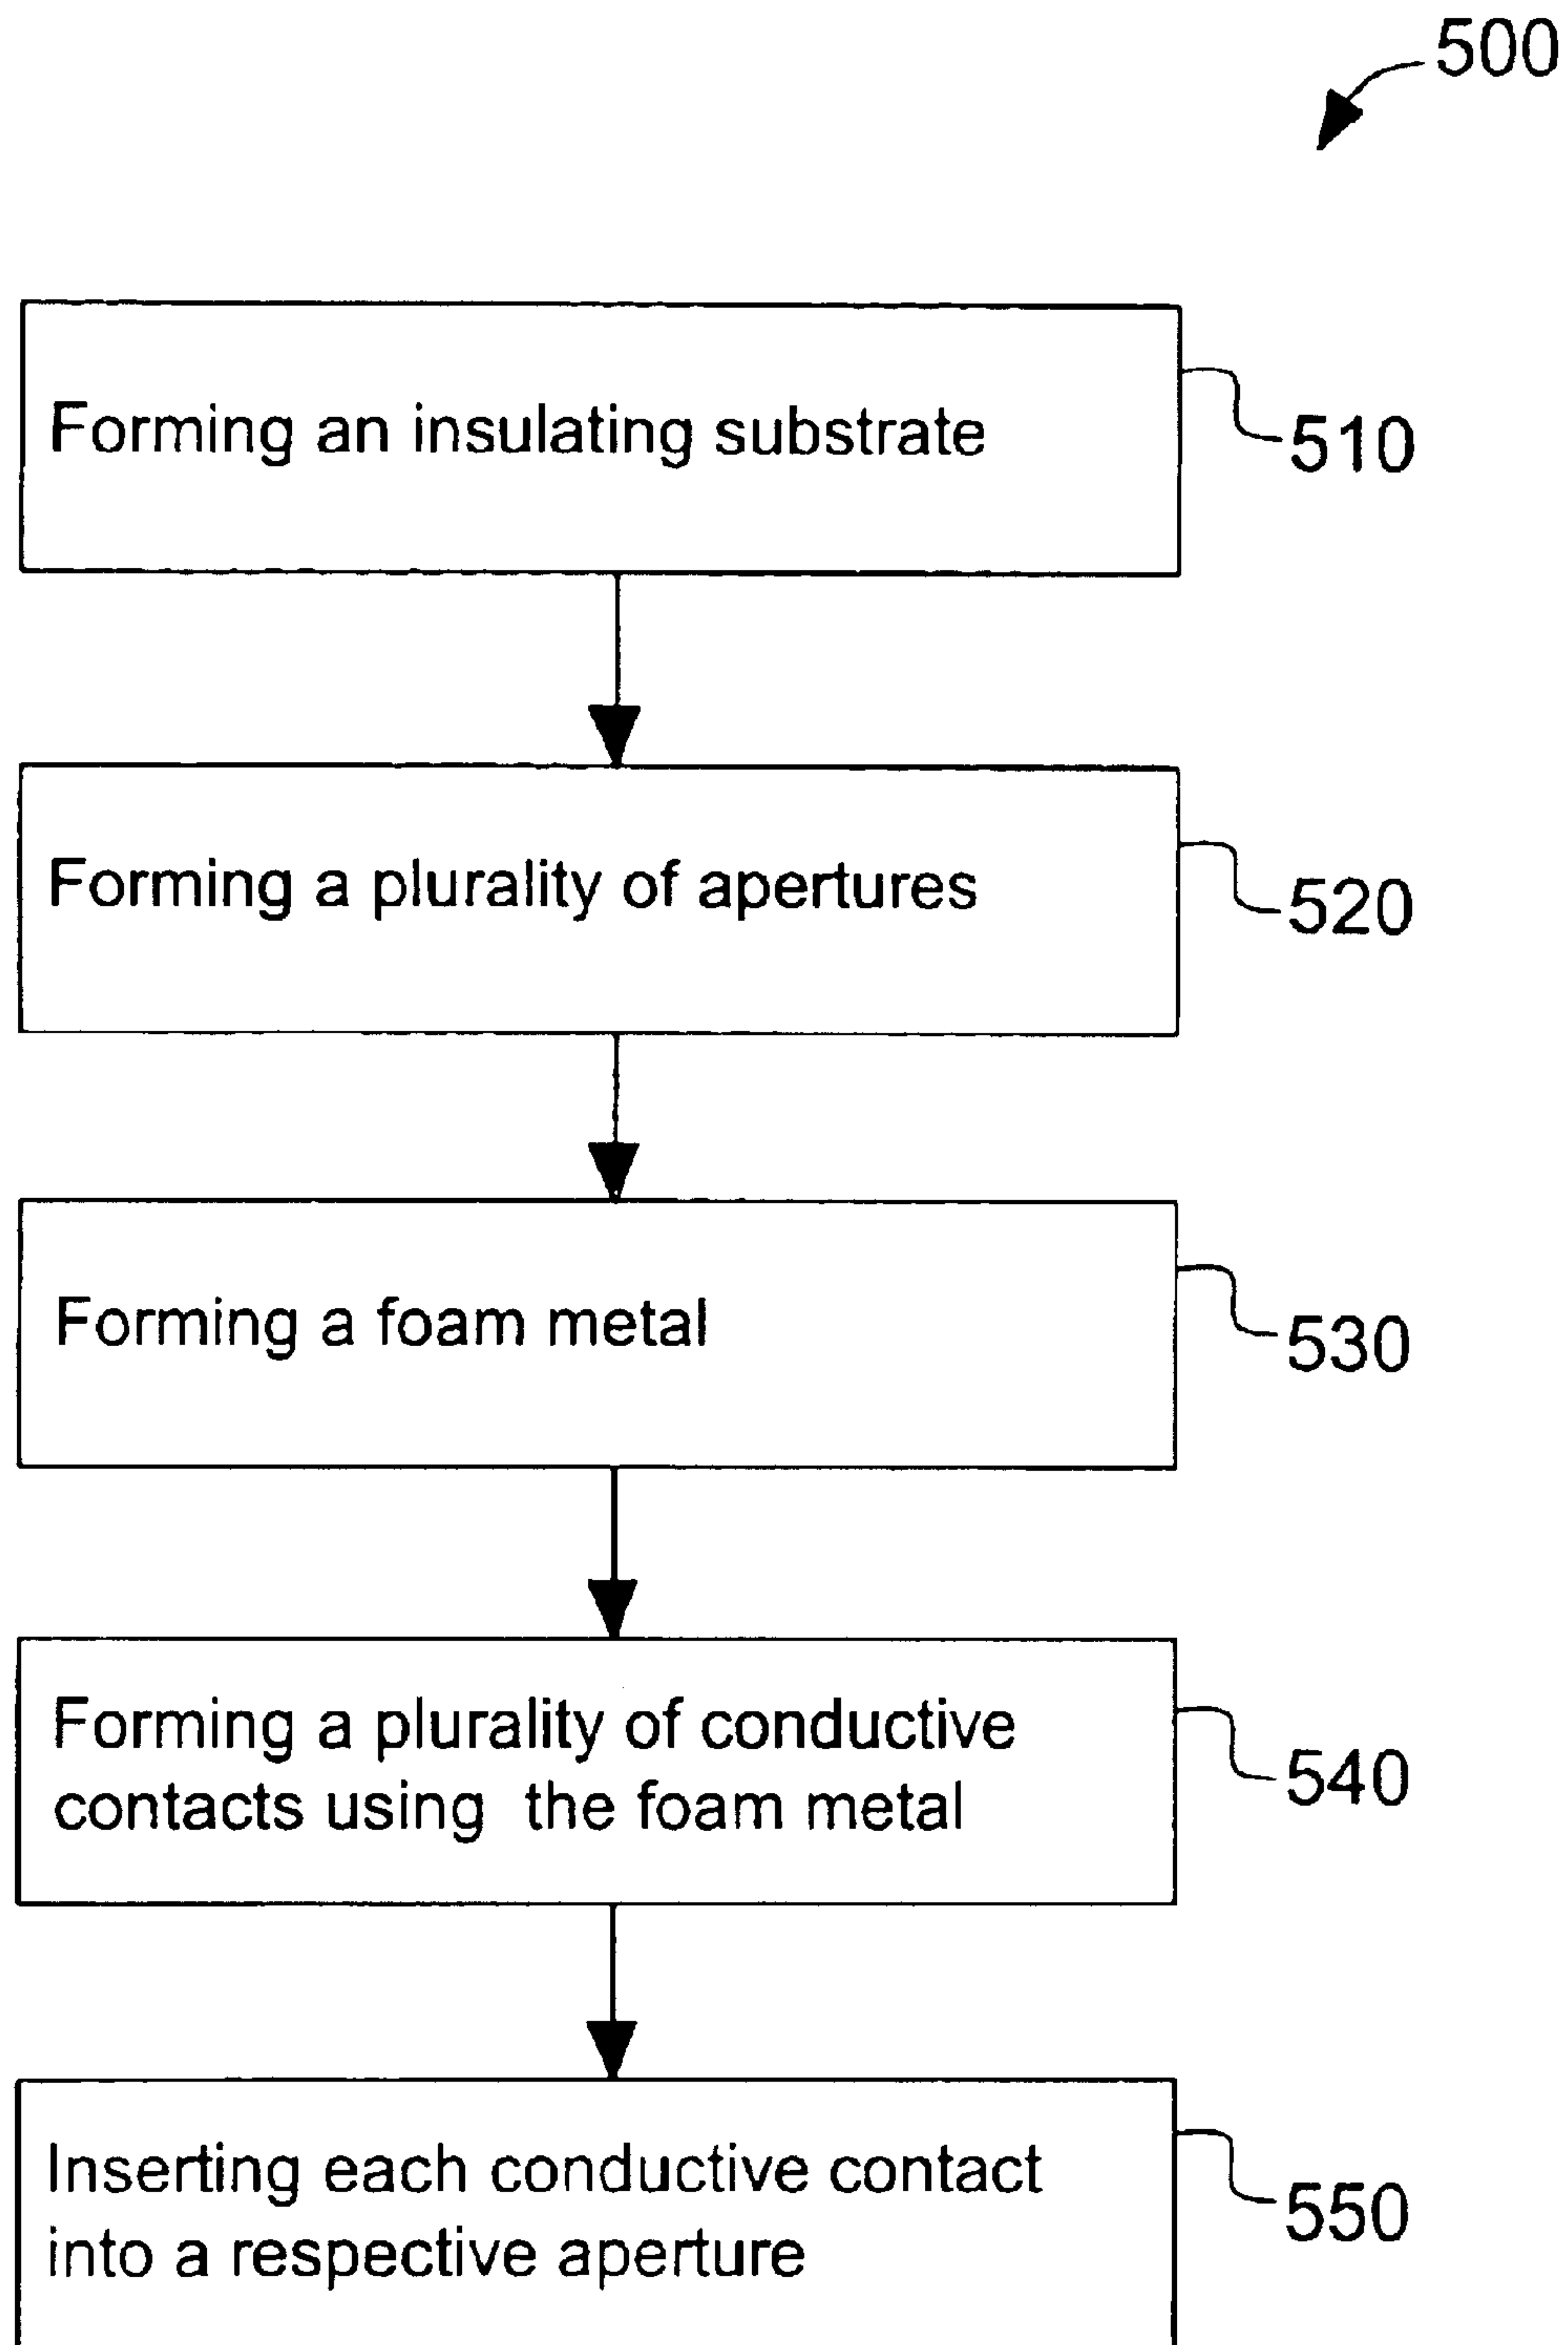 500
Forming an insulating substrate
510
Forming a plurality of apertures
520
Forming a foam metal
530
Forming a plurality of conductive
contacts using the foam metal
540
Inserting each conductive contact
into a respective aperture
550